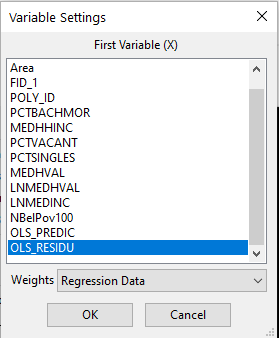 Variable Settings
First Variable (X)
Area
FID_1
POLY_ID
PCTBACHMOR
MEDHHINC
PCTVACANT
PCTSINGLES
MEDHVAL
LNMEDHVAL
LNMEDINC
NBelPov100
OLS_PREDIC
OLS_RESIDU
Weights Regression Data
OK Cancel